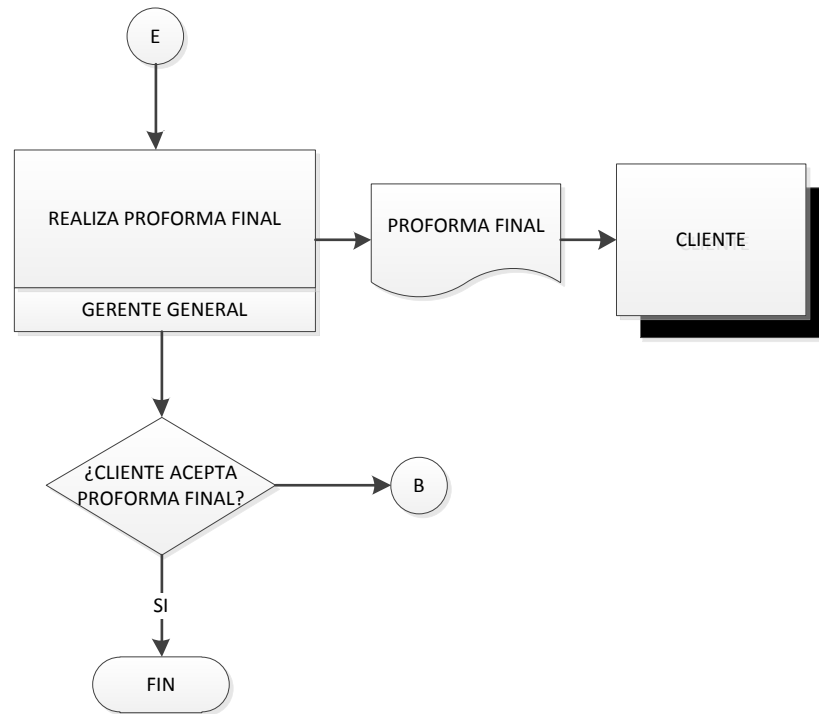 E
REALIZA PROFORMA FINAL
GERENTE GENERAL
PROFORMA FINAL
CLIENTE
¿CLIENTE ACEPTA
PROFORMA FINAL?
B
SI
FIN